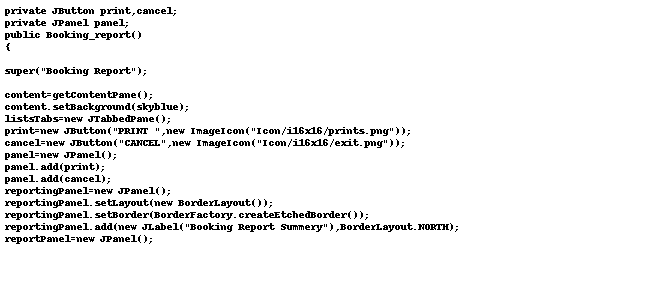 private JButton print,cancel;
private JPanel panel;
public Booking_report()
{
super("Booking Report");
content=getContentPane();
content.setBackground(skyblue);
listsTabs=new JTabbedPane();
print=new JButton("PRINT ",new ImageIcon("Icon/i16x16/prints.png"));
cancel=new JButton("CANCEL",new ImageIcon("Icon/i16x16/exit.png"));
panel=new JPanel();
panel.add(print);
panel.add(cancel);
reportingPanel=new JPanel();
reportingPanel.setLayout(new BorderLayout());
reportingPanel.setBorder(BorderFactory.createEtchedBorder());
reportingPanel.add(new JLabel("Booking Report Summery"),BorderLayout.NORTH);
reportPanel=new JPanel();